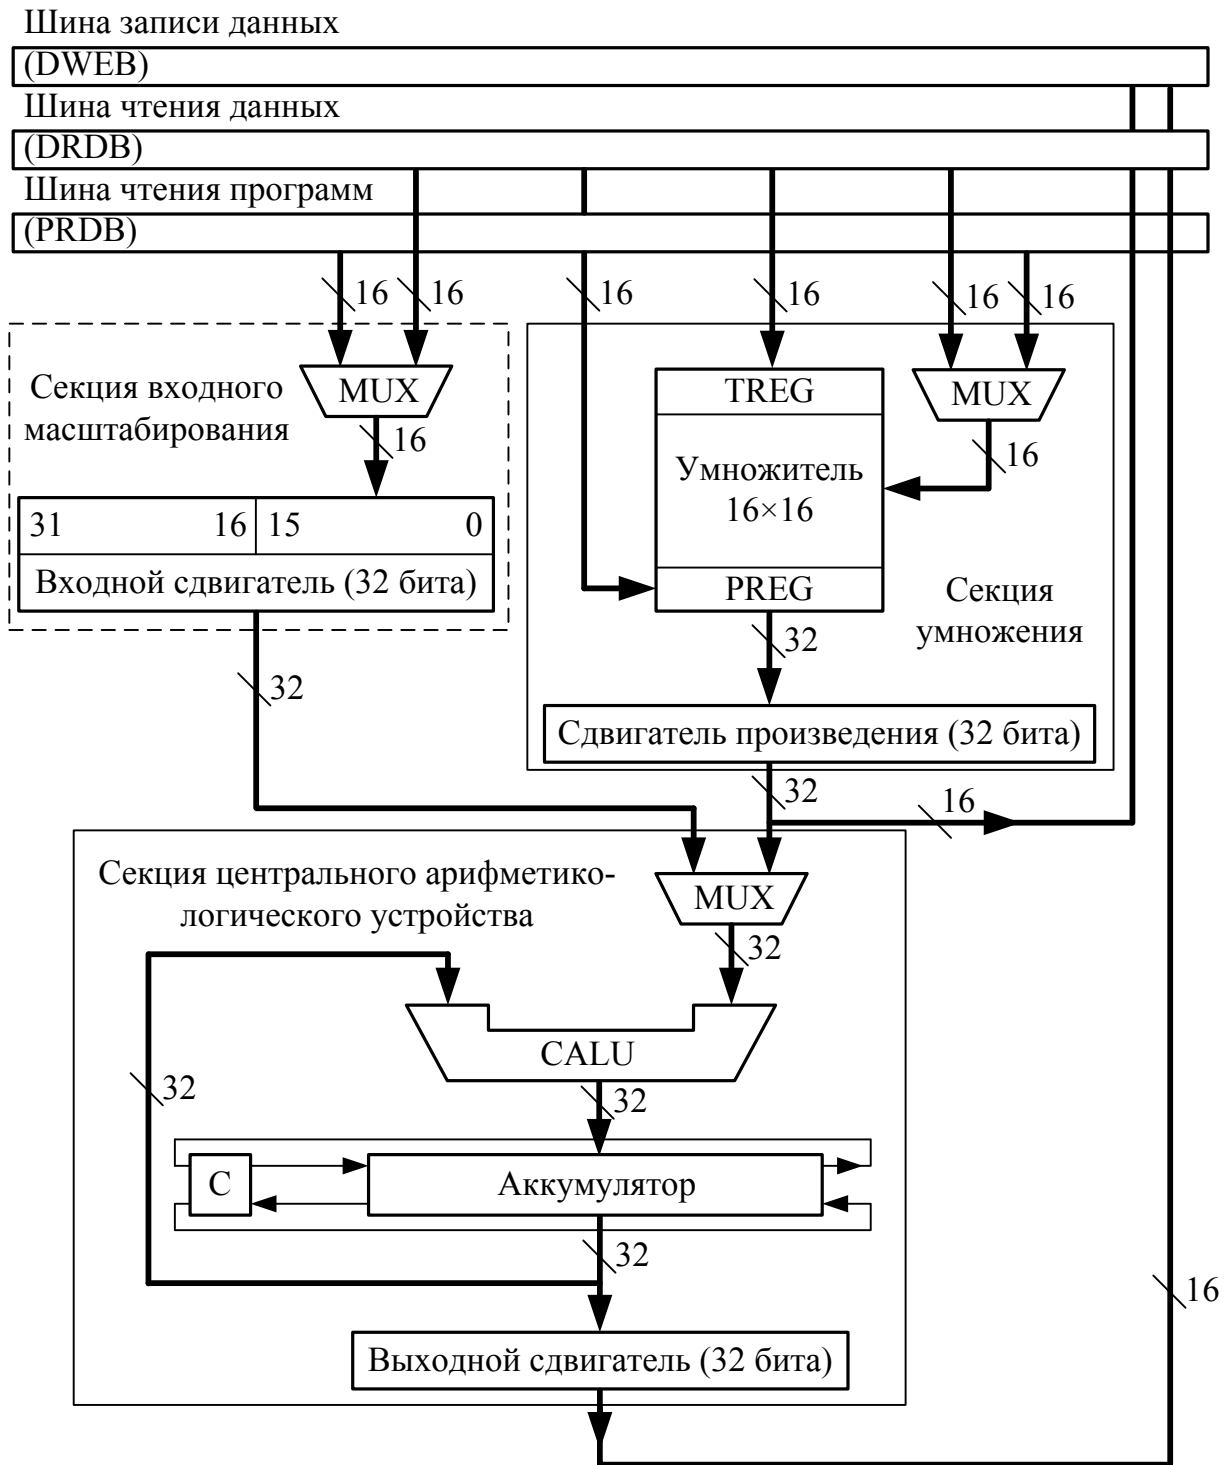 Шина записи данных
(DWEB)
Шина чтения данных
(DRDB)
Шина чтения программ
(PRDB)
16
16
16
16
16
16
Секция входного
масштабирования
MUX
16
31 16 15 0
Входной сдвигатель (32 бита)
32
TREG
Умножитель
16×16
PREG
MUX
16
Секция
умножения
32
Сдвигатель произведения (32 бита)
32
16
Секция центрального арифметико-
логического устройства
MUX
32
CALU
32
32
C
Аккумулятор
32
16
Выходной сдвигатель (32 бита)